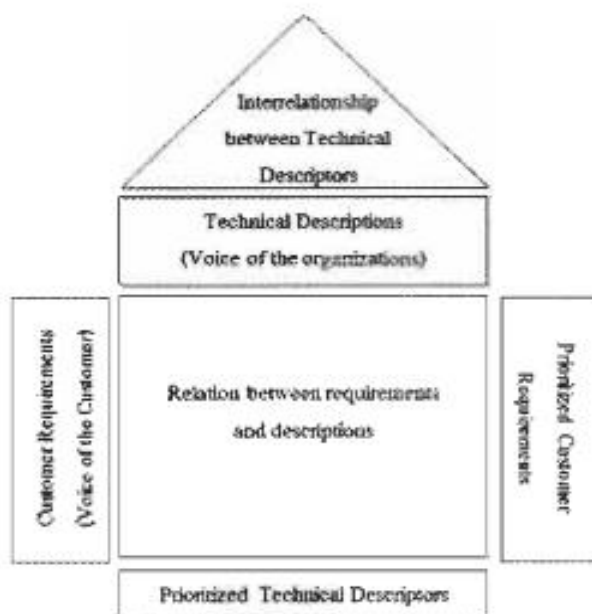 Interrelationship
between Technical
Descriptors
Technical Descriptions
(Voice of the organizations)
Customer Requirements
(Voice of the Customer)
Relation between requirements
and descriptions
Prioritized Customer
Requirements
Prioritized Technical Descriptors